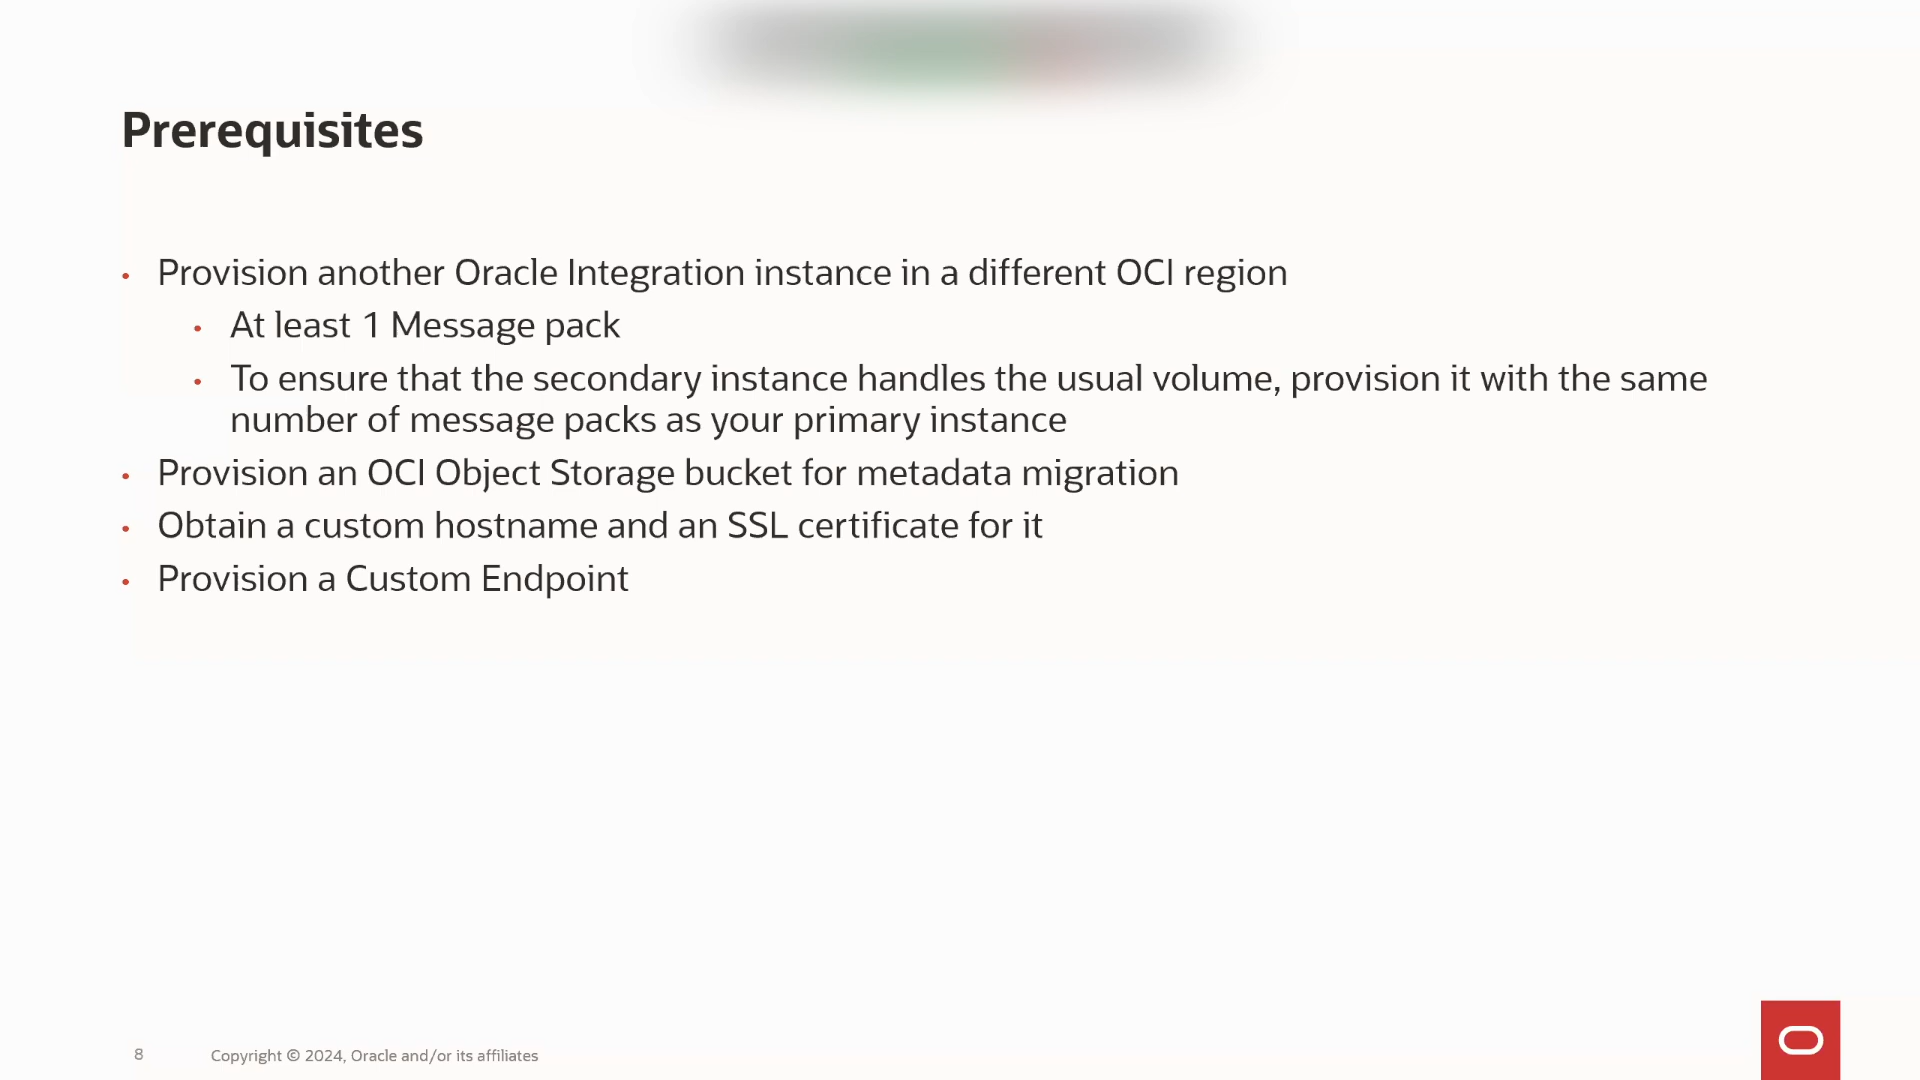 Prerequisites
• Provision another Oracle Integration instance in a different OCI region
• At least 1 Message pack
• To ensure that the secondary instance handles the usual volume, provision it with the same
number of message packs as your primary instance
• Provision an OCI Object Storage bucket for metadata migration
• Obtain a custom hostname and an SSL certificate for it
• Provision a Custom Endpoint
8
Copyright © 2024, Oracle and/or its affiliates